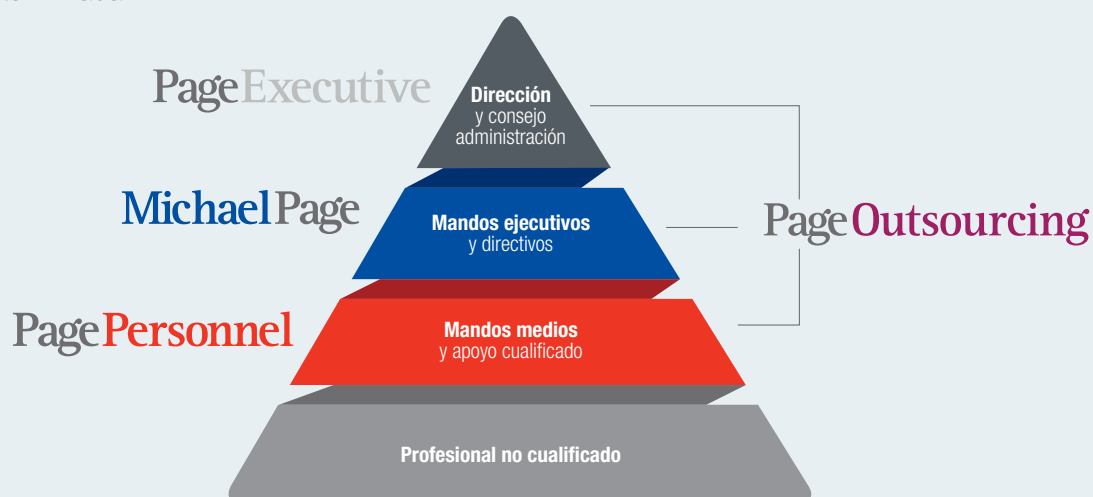 PageExecutive
Dirección
y consejo
administración
MichaelPage
Mandos ejecutivos
y directivos
PageOutsourcing
PagePersonnel
Mandos medios
y apoyo cualificado
Profesional no cualificado